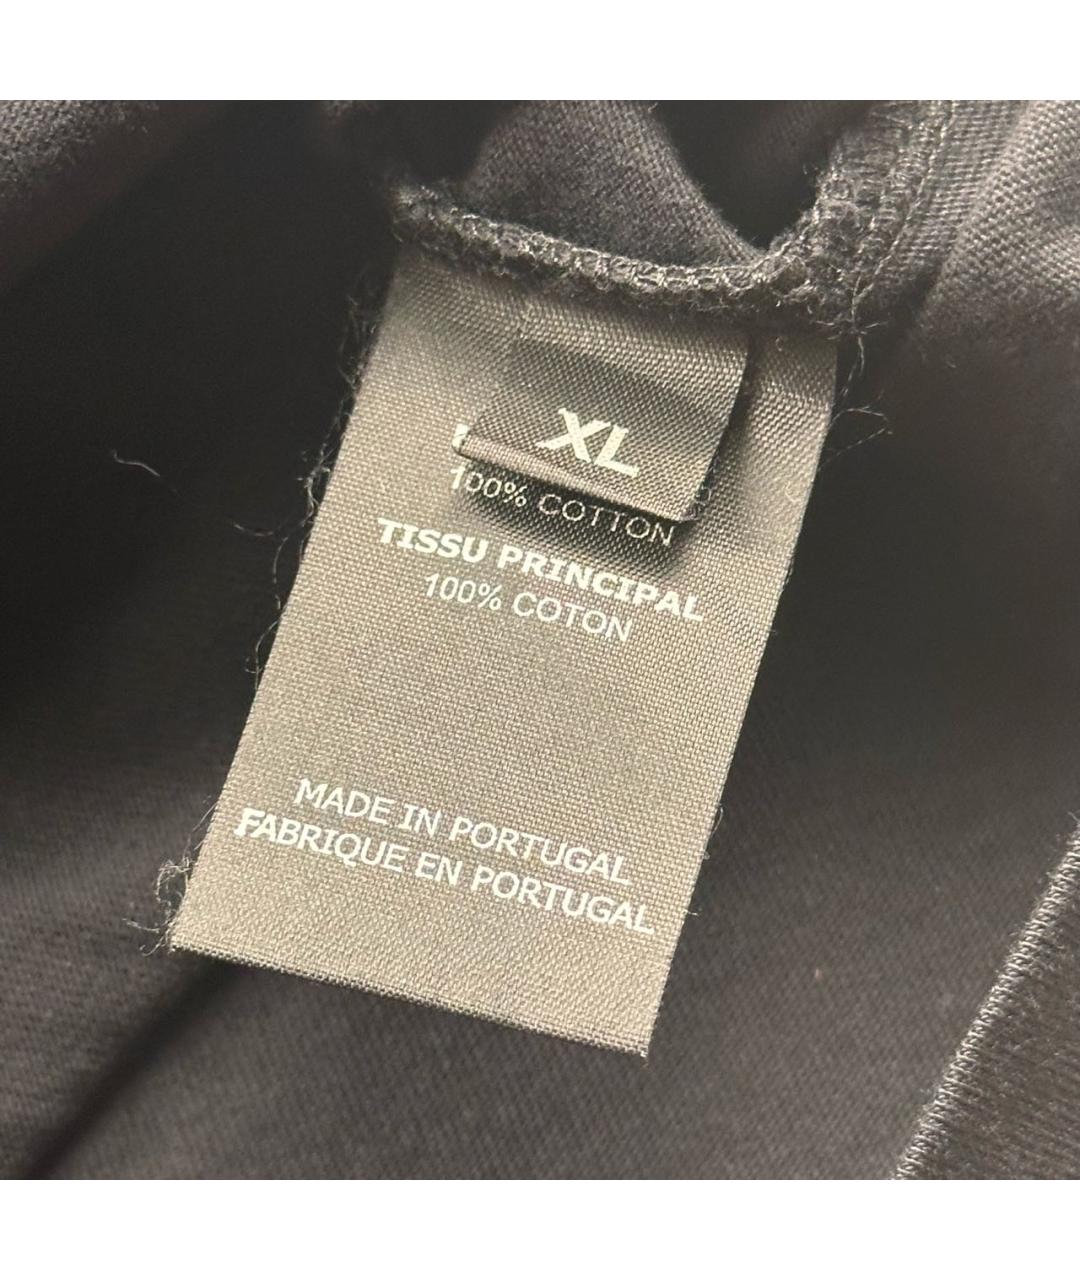 XL
100% COTTON
TISSU PRINCIPAL
100% COTON
MADE IN PORTUGAL
FABRIQUE EN PORTUGAL